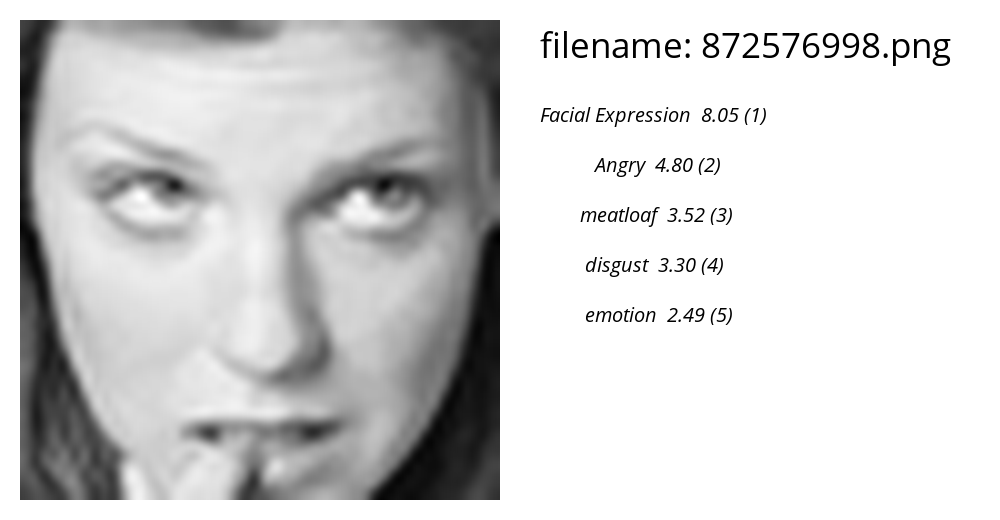 filename: 872576998.png
Facial Expression 8.05 (1)
Angry 4.80 (2)
meatloaf 3.52 (3)
disgust 3.30 (4)
emotion 2.49 (5)